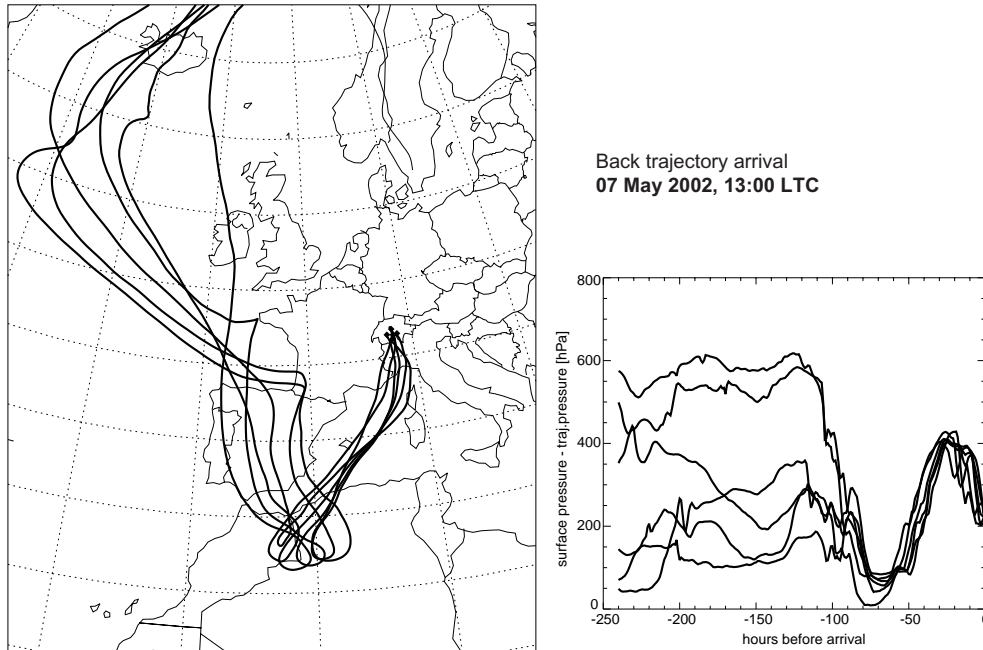 Back trajectory arrival
07 May 2002, 13:00 LTC
800
600
400
200
0
surface pressure - traj.pressure [hPa]
-250
-200
-150
-100
-50
0
hours before arrival